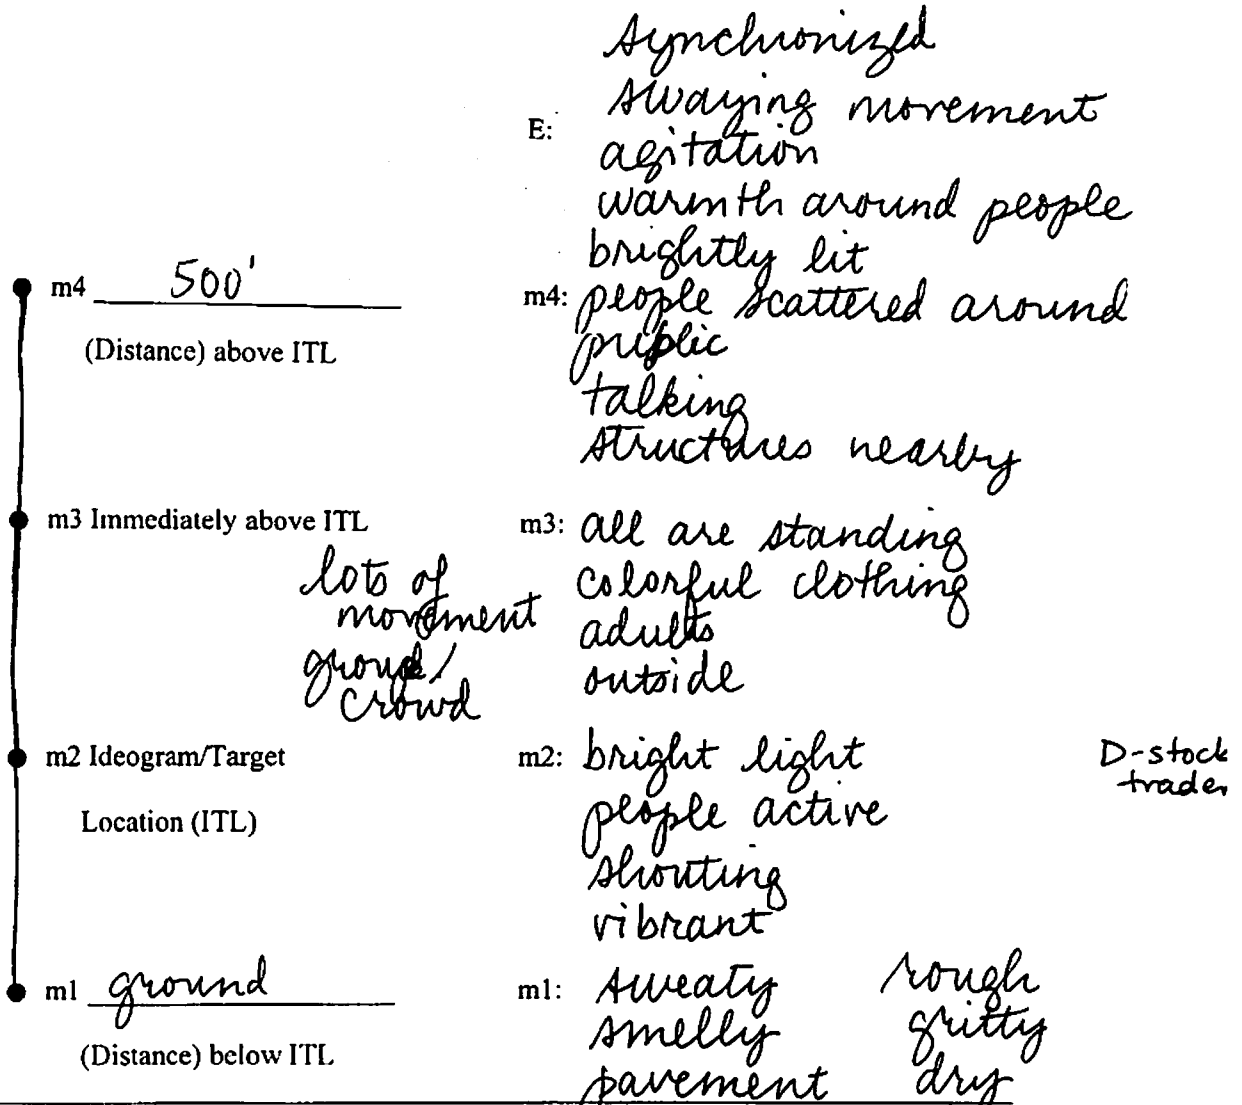 synchronized
E: swaying movement
agitation
warmth around people
brightly lit
m4 500'
(Distance) above ITL
m4: people scattered around
public
talking
structures nearby
m3 Immediately above ITL
m3: all are standing
lots of movement
group/crowd
colorful clothing
adults
outside
m2 Ideogram/Target
Location (ITL)
m2: bright light
people active
shouting
vibrant
D-stock
trader
m1 ground
(Distance) below ITL
m1: sweaty rough
smelly gritty
pavement dry